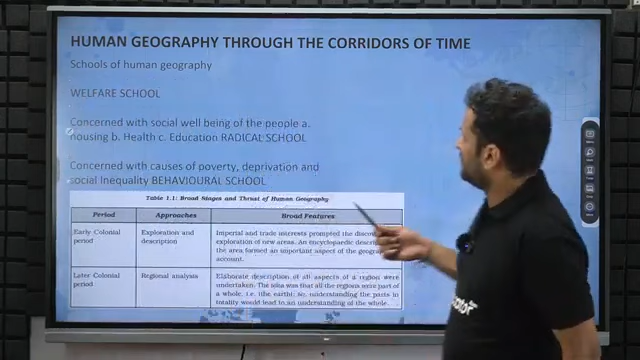 HUMAN GEOGRAPHY THROUGH THE CORRIDORS OF TIME
Schools of human geography
WELFARE SCHOOL
Concerned with social well being of the people a.
housing b. Health c. Education RADICAL SCHOOL
Concerned with causes of poverty, deprivation and
social Inequality BEHAVIOURAL SCHOOL
Table 1.1: Broad Stages and Thrust of Human Geography
Period Approaches Broad Features
Early Colonial period
Exploration and description
Imperial and trade interests prompted the
exploration of new areas. An encyclopaedic
the area formed an important aspect of the
account.
Later Colonial period
Regional analysis
Elaborate description of all aspects of a region were
undertaken. The idea was that all the regions were part of
a whole, i.e. (the earth); so, understanding the parts in
totality would lead to an understanding of the whole.